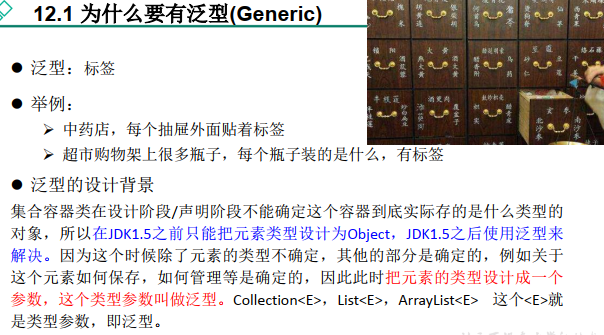 12.1 为什么要有泛型(Generic)
泛型：标签
举例：
中药店，每个抽屉外面贴着标签
超市购物架上很多瓶子，每个瓶子装的是什么，有标签
泛型的设计背景
集合容器类在设计阶段/声明阶段不能确定这个容器到底实际存的是什么类型的
对象，所以在JDK1.5之前只能把元素类型设计为Object，JDK1.5之后使用泛型来
解决。因为这个时候除了元素的类型不确定，其他的部分是确定的，例如关于
这个元素如何保存，如何管理等是确定的，因此此时把元素的类型设计成一个
参数，这个类型参数叫做泛型。Collection<E>，List<E>，ArrayList<E> 这个<E>就
是类型参数，即泛型。